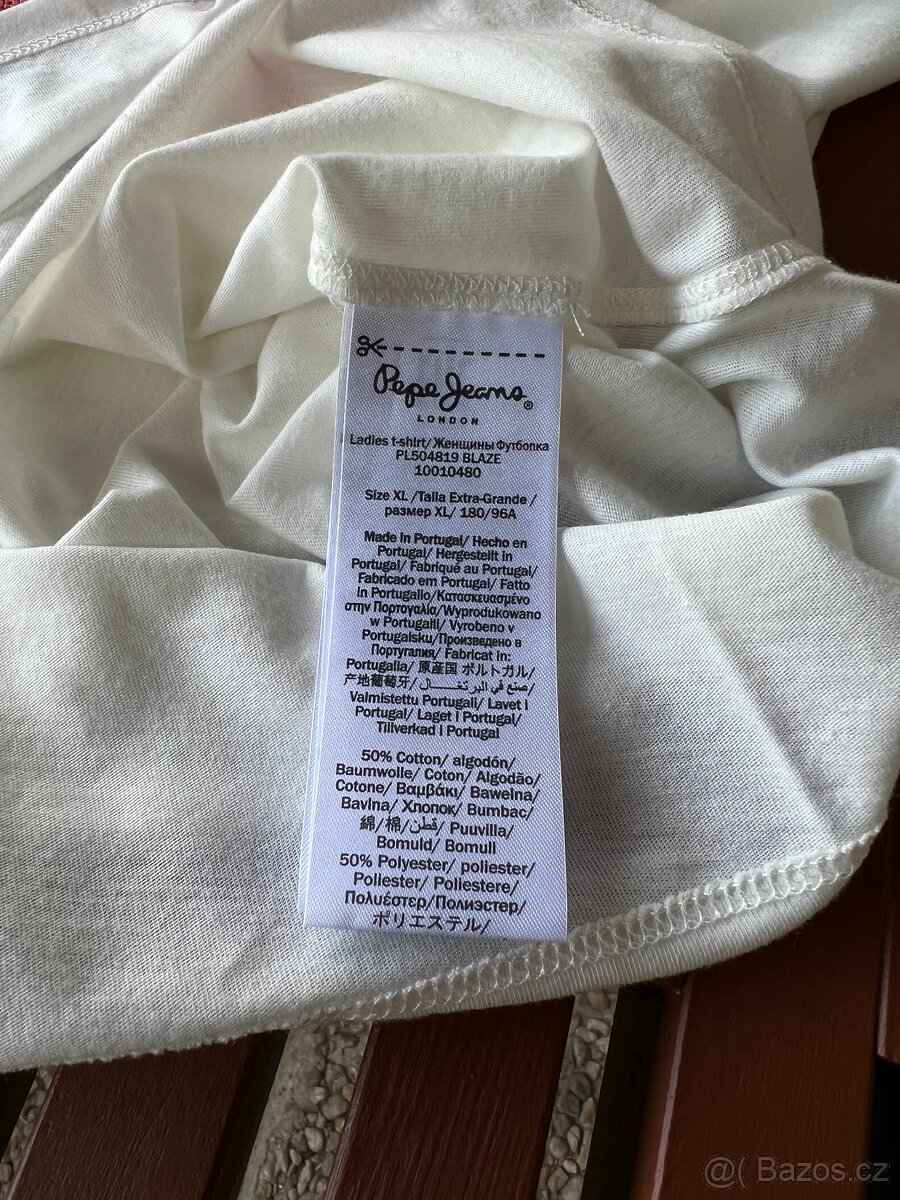 Pepe Jeans®
LONDON
Ladies t-shirt/ Женщины Футболка
PL504819 BLAZE
10010480
Size XL /Talla Extra-Grande /
размер XL/ 180/96A
Made in Portugal/ Hecho en
Portugal/ Hergestellt in
Portugal/ Fabriqué au Portugal/
Fabricado em Portugal/ Fatto
in Portugallo/Κατασκευασμένο
στην Πορτογαλία/Wyprodukowano
w Portugalii/ Vyrobeno v
Portugalsku/Произведено в
Португалия/ Fabricat in:
Portugalia/ 原産国 ポルトガル/
产地葡萄牙/ صنع في البرتغال/
Valmistettu Portugali/ Lavet i
Portugal/ Laget i Portugal/
Tillverkad i Portugal
50% Cotton/ algodón/
Baumwolle/ Coton/ Algodão/
Cotone/ Βαμβάκι/ Bawełna/
Bavlna/ Хлопок/ Bumbac/
綿/棉/قطن/ Puuvilla/
Bomuld/ Bomull
50% Polyester/ poliester/
Poliester/ Poliestere/
Πολυέστερ/Полиэстер/
ポリエステル/
@( Bazos.cz